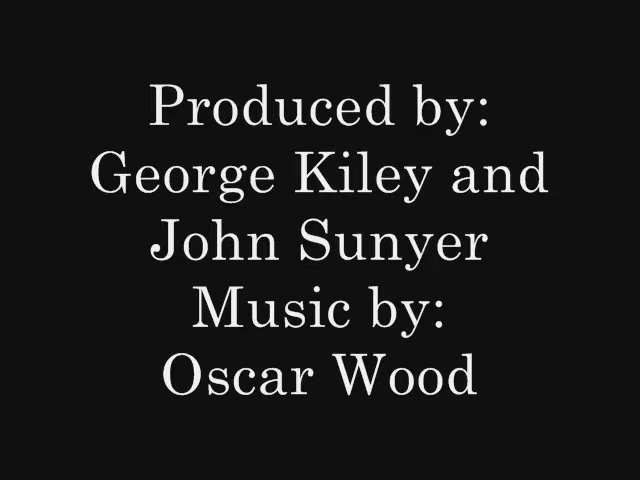 Produced by:
George Kiley and
John Sunyer
Music by:
Oscar Wood